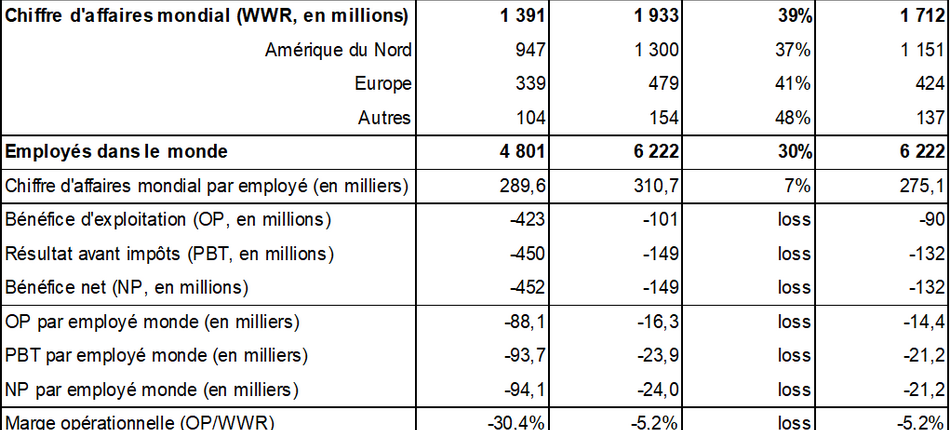 Chiffre d'affaires mondial (WWR, en millions) 1 391 1 933 39% 1 712
Amérique du Nord 947 1 300 37% 1 151
Europe 339 479 41% 424
Autres 104 154 48% 137
Employés dans le monde 4 801 6 222 30% 6 222
Chiffre d'affaires mondial par employé (en milliers) 289,6 310,7 7% 275,1
Bénéfice d'exploitation (OP, en millions) -423 -101 loss -90
Résultat avant impôts (PBT, en millions) -450 -149 loss -132
Bénéfice net (NP, en millions) -452 -149 loss -132
OP par employé monde (en milliers) -88,1 -16,3 loss -14,4
PBT par employé monde (en milliers) -93,7 -23,9 loss -21,2
NP par employé monde (en milliers) -94,1 -24,0 loss -21,2
Marge opérationnelle (OP/WWR) -30.4% -5.2% loss -5.2%